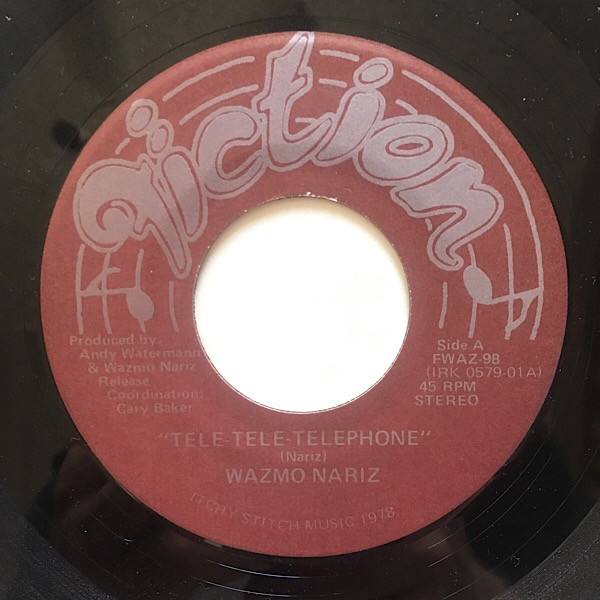 Fiction
Produced by:
Andy Watermann
& Wazmo Nariz
Release
Coordination:
Cary Baker
Side A
FWAZ-98
(IRK 0579-01A)
45 RPM
STEREO
"TELE-TELE-TELEPHONE"
(Nariz)
WAZMO NARIZ
ITCHY STITCH MUSIC 1978